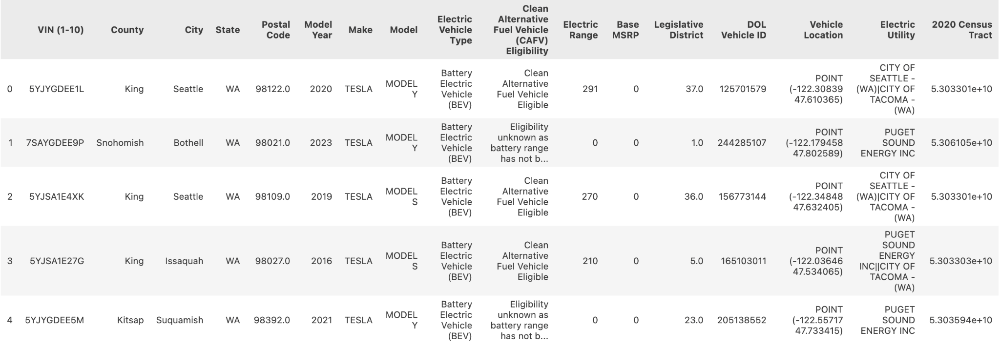 VIN (1-10) County City State Postal Code Model Year Make Model Electric Vehicle Type Clean Alternative Fuel Vehicle (CAFV) Eligibility Electric Range Base MSRP Legislative District DOL Vehicle ID Vehicle Location Electric Utility 2020 Census Tract
0 5YJYGDEE1L King Seattle WA 98122.0 2020 TESLA MODEL Y Battery Electric Vehicle (BEV) Clean Alternative Fuel Vehicle Eligible 291 0 37.0 125701579 POINT (-122.30839 47.610365) CITY OF SEATTLE - (WA)|CITY OF TACOMA - (WA) 5.303301e+10
1 7SAYGDEE9P Snohomish Bothell WA 98021.0 2023 TESLA MODEL Y Battery Electric Vehicle (BEV) Eligibility unknown as battery range has not b... 0 0 1.0 244285107 POINT (-122.179458 47.802589) PUGET SOUND ENERGY INC 5.306105e+10
2 5YJSA1E4XK King Seattle WA 98109.0 2019 TESLA MODEL S Battery Electric Vehicle (BEV) Clean Alternative Fuel Vehicle Eligible 270 0 36.0 156773144 POINT (-122.34848 47.632405) CITY OF SEATTLE - (WA)|CITY OF TACOMA - (WA) 5.303301e+10
3 5YJSA1E27G King Issaquah WA 98027.0 2016 TESLA MODEL S Battery Electric Vehicle (BEV) Clean Alternative Fuel Vehicle Eligible 210 0 5.0 165103011 POINT (-122.03646 47.534065) PUGET SOUND ENERGY INC||CITY OF TACOMA - (WA) 5.303303e+10
4 5YJYGDEE5M Kitsap Suquamish WA 98392.0 2021 TESLA MODEL Y Battery Electric Vehicle (BEV) Eligibility unknown as battery range has not b... 0 0 23.0 205138552 POINT (-122.55717 47.733415) PUGET SOUND ENERGY INC 5.303594e+10